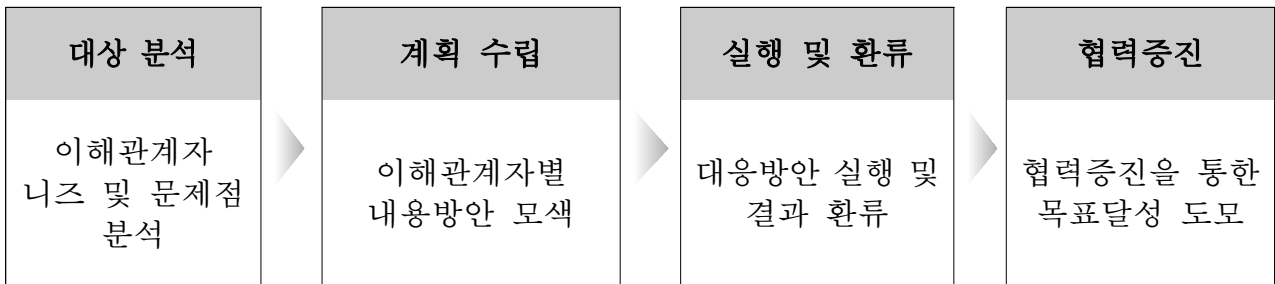 대상 분석
이해관계자
니즈 및 문제점
분석
계획 수립
이해관계자별
내용방안 모색
실행 및 환류
대응방안 실행 및
결과 환류
협력증진
협력증진을 통한
목표달성 도모